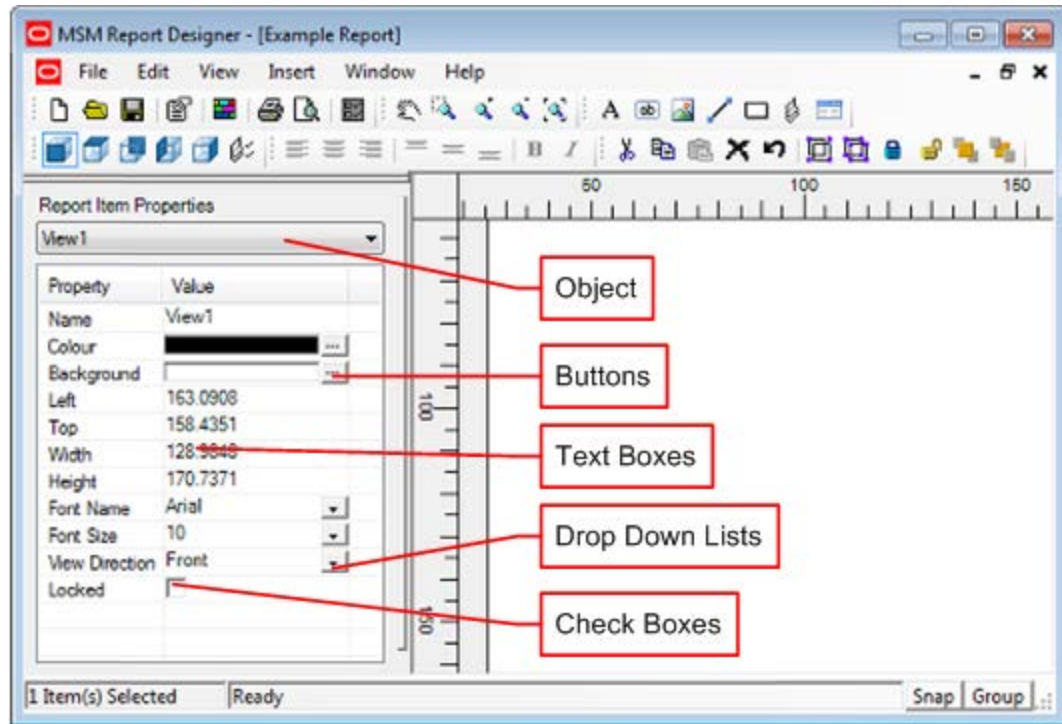 MSM Report Designer - [Example Report]
File Edit View Insert Window Help
A ab
B I
Report Item Properties
View1
50 100 150
Property Value
Name View1
Colour ...
Background ...
Left 163.0908
Top 158.4351
Width 128.9848
Height 170.7371
Font Name Arial
Font Size 10
View Direction Front
Locked
100
150
Object
Buttons
Text Boxes
Drop Down Lists
Check Boxes
1 Item(s) Selected Ready Snap Group